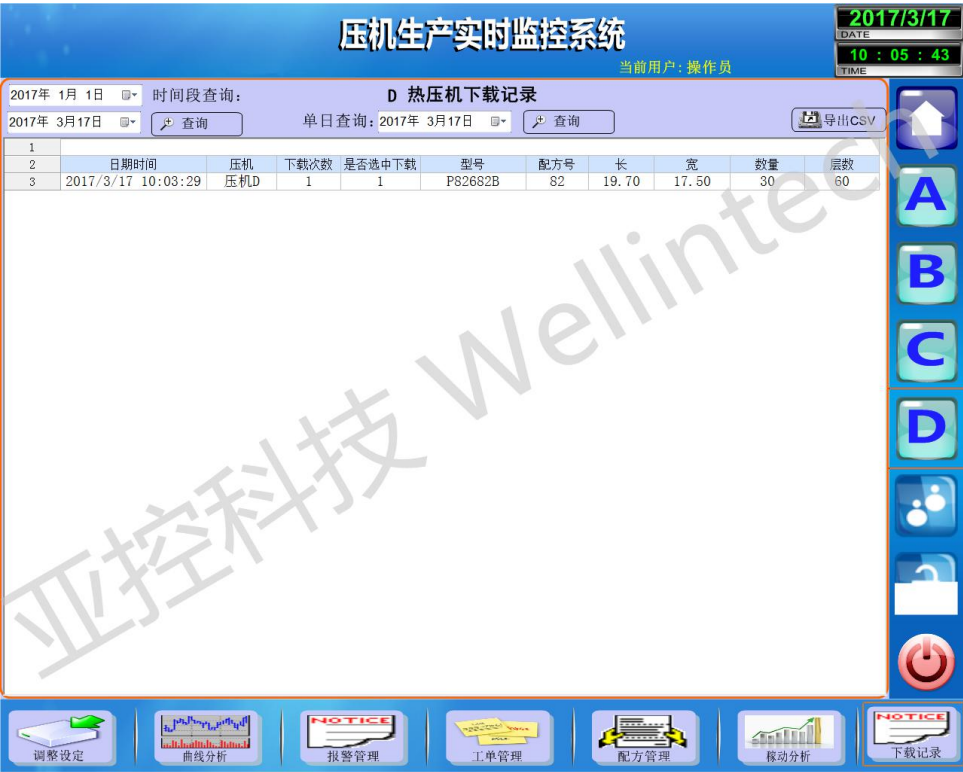 压机生产实时监控系统
2017/3/17
DATE
10 : 05 : 43
TIME
当前用户: 操作员
2017年 1月 1日 时间段查询: D 热压机下载记录
2017年 3月17日 查询 单日查询: 2017年 3月17日 查询 导出CSV
1
2 日期时间 压机 下载次数 是否选中下载 型号 配方号 长 宽 数量 层数
3 2017/3/17 10:03:29 压机D 1 1 P82682B 82 19.70 17.50 30 60
A
B
C
D
亚控科技 Wellintech
NOTICE
NOTICE
调整设定 曲线分析 报警管理 工单管理 配方管理 稼动分析 下载记录